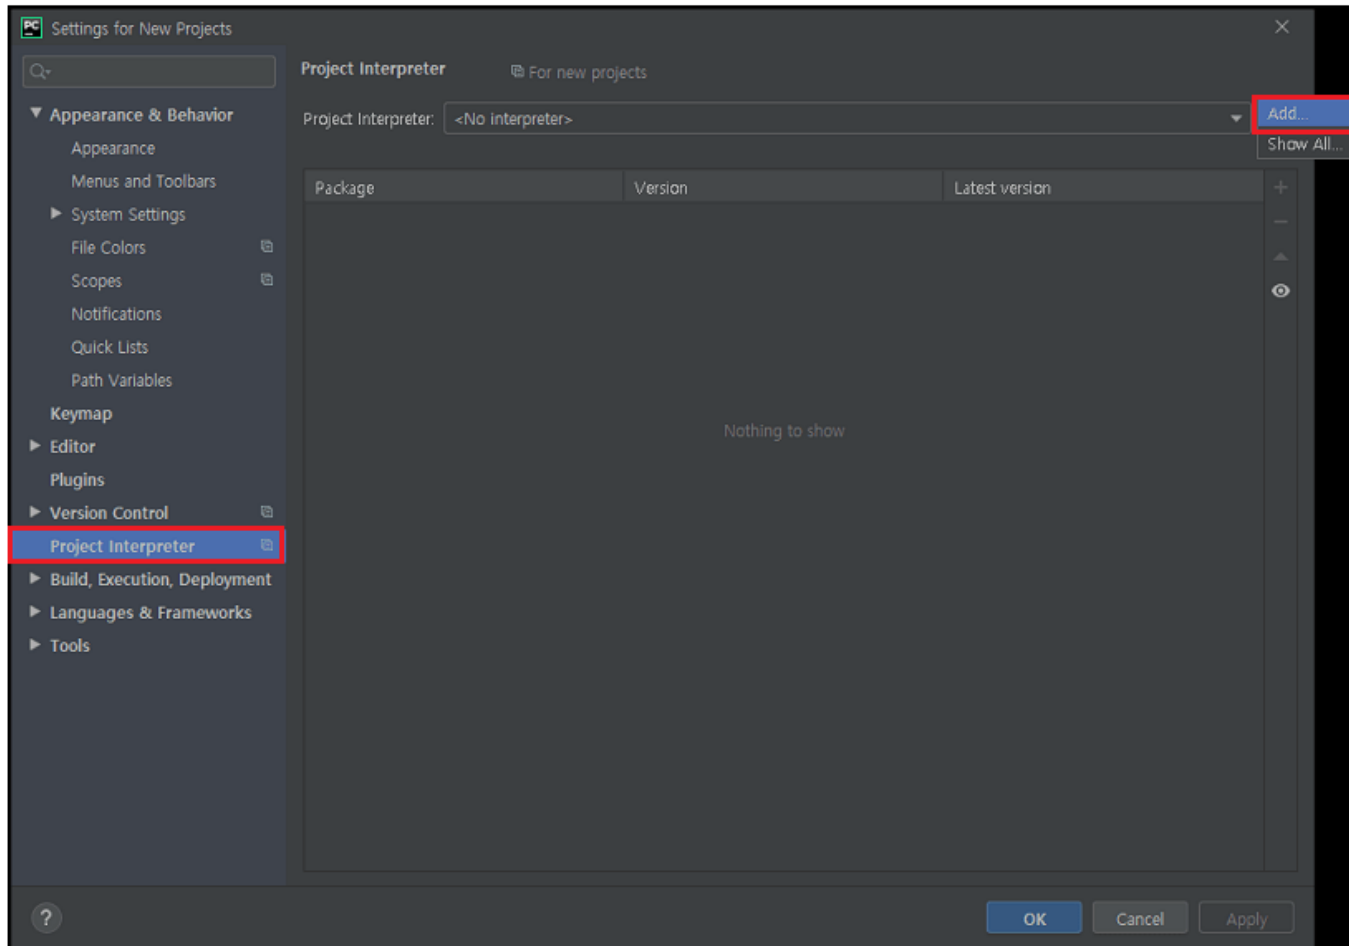 PC Settings for New Projects
Project Interpreter
For new projects
Project Interpreter:
<No interpreter>
Add...
Show All...
Appearance & Behavior
Appearance
Menus and Toolbars
System Settings
File Colors
Scopes
Notifications
Quick Lists
Path Variables
Keymap
Editor
Plugins
Version Control
Project Interpreter
Build, Execution, Deployment
Languages & Frameworks
Tools
Package Version Latest version
Nothing to show
?
OK Cancel Apply